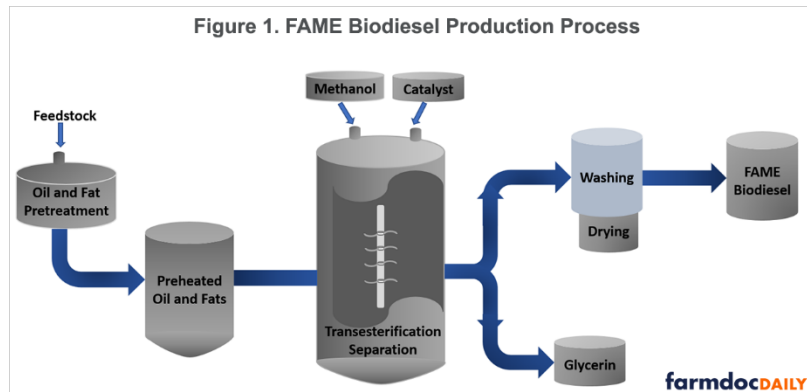 Figure 1. FAME Biodiesel Production Process
Methanol
Catalyst
Feedstock
Oil and Fat
Pretreatment
Washing
FAME
Biodiesel
Drying
Preheated
Oil and Fats
Transesterification
Separation
Glycerin
farmdocDAILY